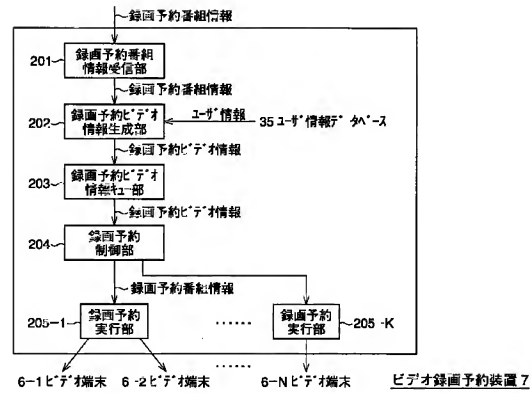 録画予約番組情報
201
録画予約番組
情報受信部
録画予約番組情報
202
録画予約ビデオ
情報生成部
ユーザ情報
35 ユーザ情報データベース
録画予約ビデオ情報
203
録画予約ビデオ
情報キュー部
録画予約ビデオ情報
204
録画予約
制御部
録画予約番組情報
205-1
録画予約
実行部
......
録画予約
実行部
205-K
......
6-1ビデオ端末
6-2ビデオ端末
6-Nビデオ端末
ビデオ録画予約装置7